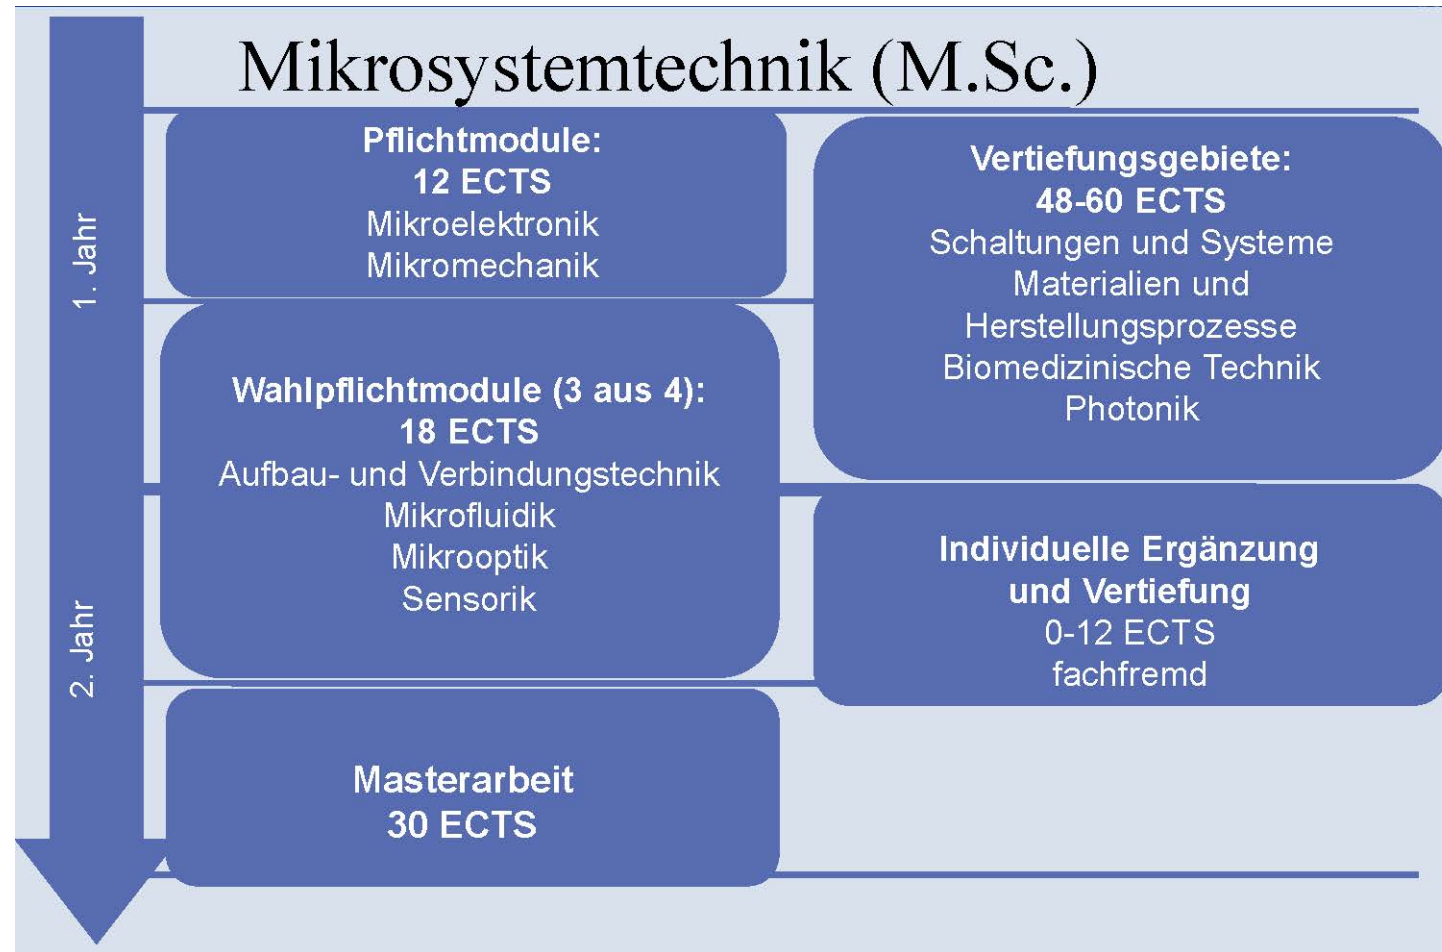 Mikrosystemtechnik (M.Sc.)
1. Jahr
2. Jahr
Pflichtmodule:
12 ECTS
Mikroelektronik
Mikromechanik
Wahlpflichtmodule (3 aus 4):
18 ECTS
Aufbau- und Verbindungstechnik
Mikrofluidik
Mikrooptik
Sensorik
Masterarbeit
30 ECTS
Vertiefungsgebiete:
48-60 ECTS
Schaltungen und Systeme
Materialien und
Herstellungsprozesse
Biomedizinische Technik
Photonik
Individuelle Ergänzung
und Vertiefung
0-12 ECTS
fachfremd